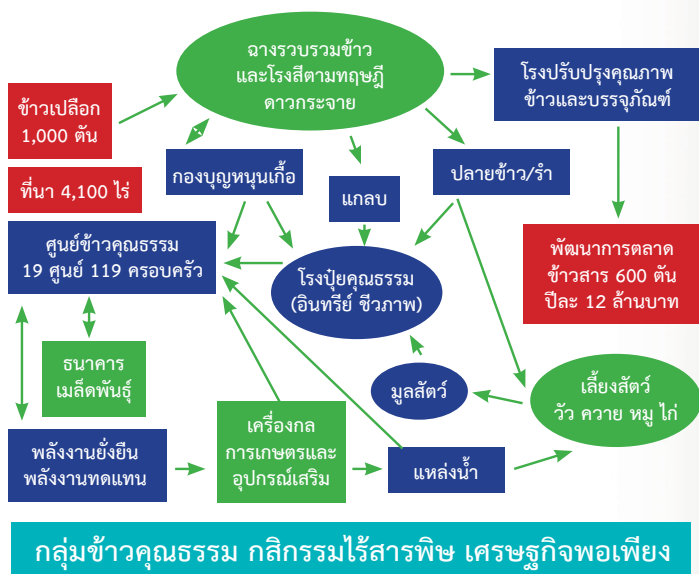 ฉางรวบรวมข้าว
และโรงสีตามทฤษฎี
ดาวกระจาย
โรงปรับปรุงคุณภาพ
ข้าวและบรรจุภัณฑ์
ข้าวเปลือก
1,000 ตัน
ที่นา 4,100 ไร่
กองบุญหนุนเกื้อ
แกลบ
ปลายข้าว/รำ
ศูนย์ข้าวคุณธรรม
19 ศูนย์ 119 ครอบครัว
โรงปุ๋ยคุณธรรม
(อินทรีย์ ชีวภาพ)
พัฒนาการตลาด
ข้าวสาร 600 ตัน
ปีละ 12 ล้านบาท
ธนาคาร
เมล็ดพันธุ์
มูลสัตว์
เลี้ยงสัตว์
วัว ควาย หมู ไก่
พลังงานยั่งยืน
พลังงานทดแทน
เครื่องกล
การเกษตรและ
อุปกรณ์เสริม
แหล่งน้ำ
กลุ่มข้าวคุณธรรม กสิกรรมไร้สารพิษ เศรษฐกิจพอเพียง